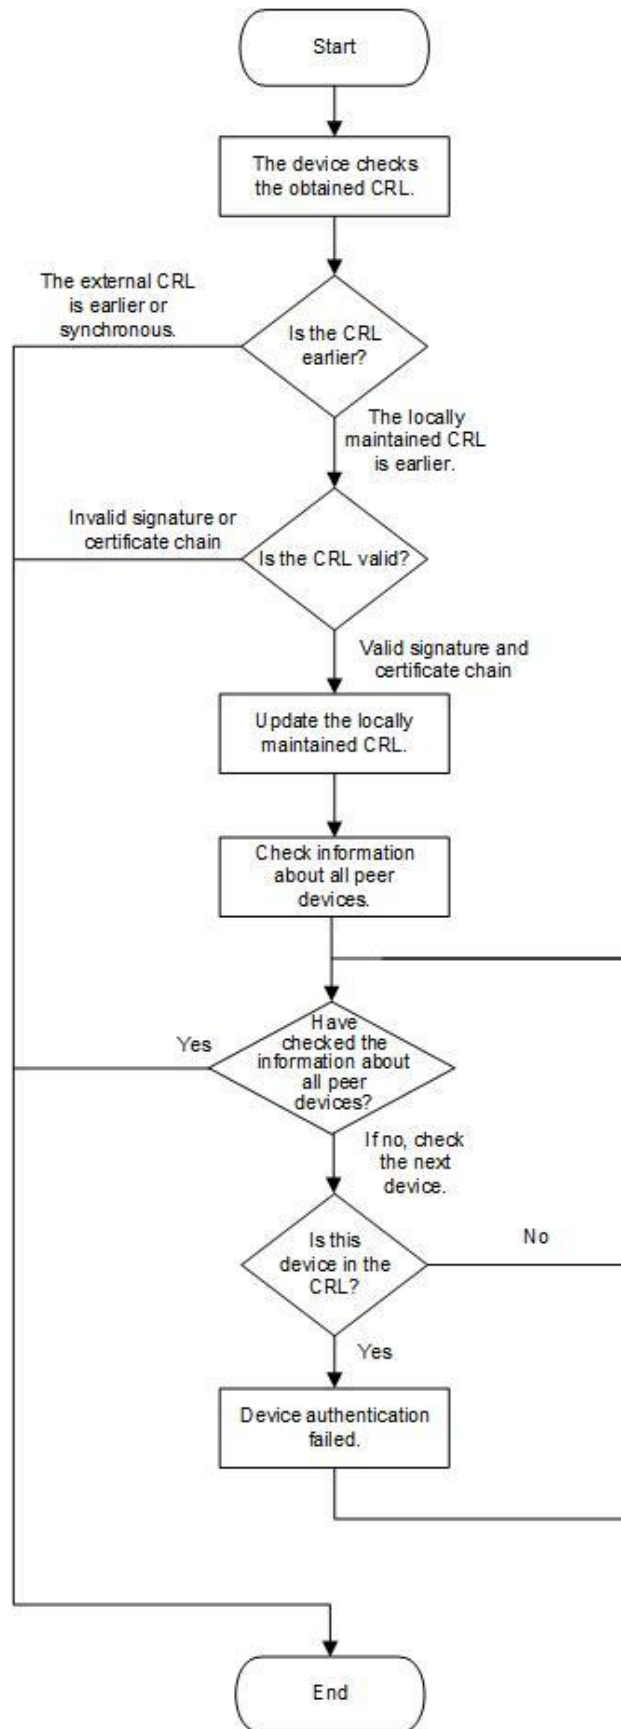 Start
The device checks
the obtained CRL.
The external CRL
is earlier or
synchronous.
Is the CRL
earlier?
The locally
maintained CRL
is earlier.
Invalid signature or
certificate chain
Is the CRL valid?
Valid signature and
certificate chain
Update the locally
maintained CRL.
Check information
about all peer
devices.
Yes
Have
checked the
information about
all peer
devices?
If no, check
the next
device.
Is this
device in the
CRL?
No
Yes
Device authentication
failed.
End